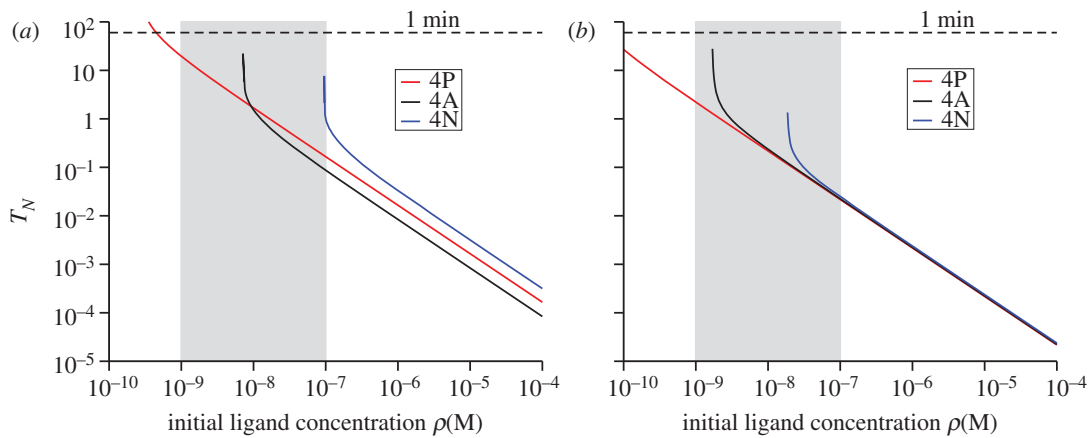 (a)
1 min
10²
10
1
10⁻¹
10⁻²
10⁻³
10⁻⁴
10⁻⁵
T_N
4P
4A
4N
10⁻¹⁰ 10⁻⁹ 10⁻⁸ 10⁻⁷ 10⁻⁶ 10⁻⁵ 10⁻⁴
initial ligand concentration ρ(M)
(b)
1 min
4P
4A
4N
10⁻¹⁰ 10⁻⁹ 10⁻⁸ 10⁻⁷ 10⁻⁶ 10⁻⁵ 10⁻⁴
initial ligand concentration ρ(M)